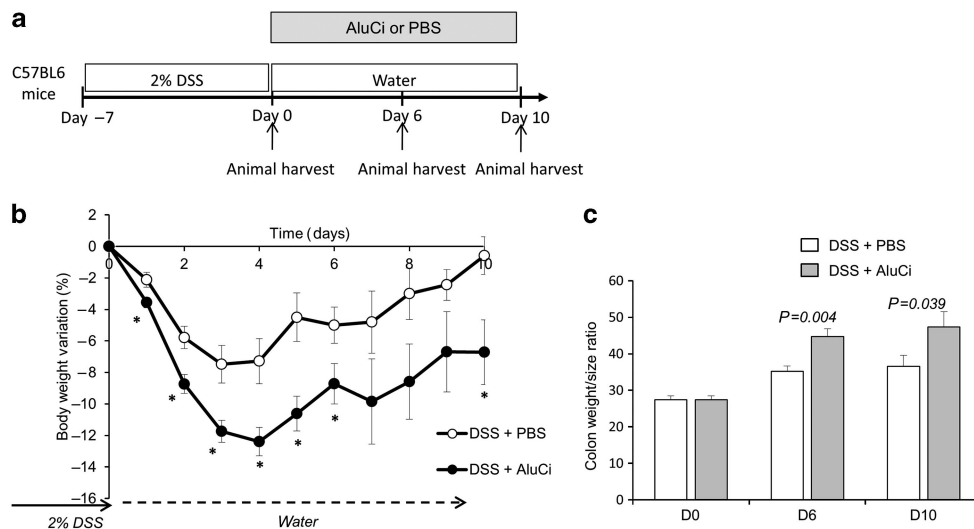 a
AluCi or PBS
C57BL6
mice
2% DSS
Water
Day −7
Day 0
Day 6
Day 10
Animal harvest
Animal harvest
Animal harvest
b
Time (days)
Body weight variation (%)
2
0
−2
−4
−6
−8
−10
−12
−14
−16
0
2
4
6
8
10
*
*
*
*
*
*
*
DSS + PBS
DSS + AluCi
2% DSS
Water
c
DSS + PBS
DSS + AluCi
Colon weight/size ratio
60
50
40
30
20
10
0
P=0.004
P=0.039
D0
D6
D10